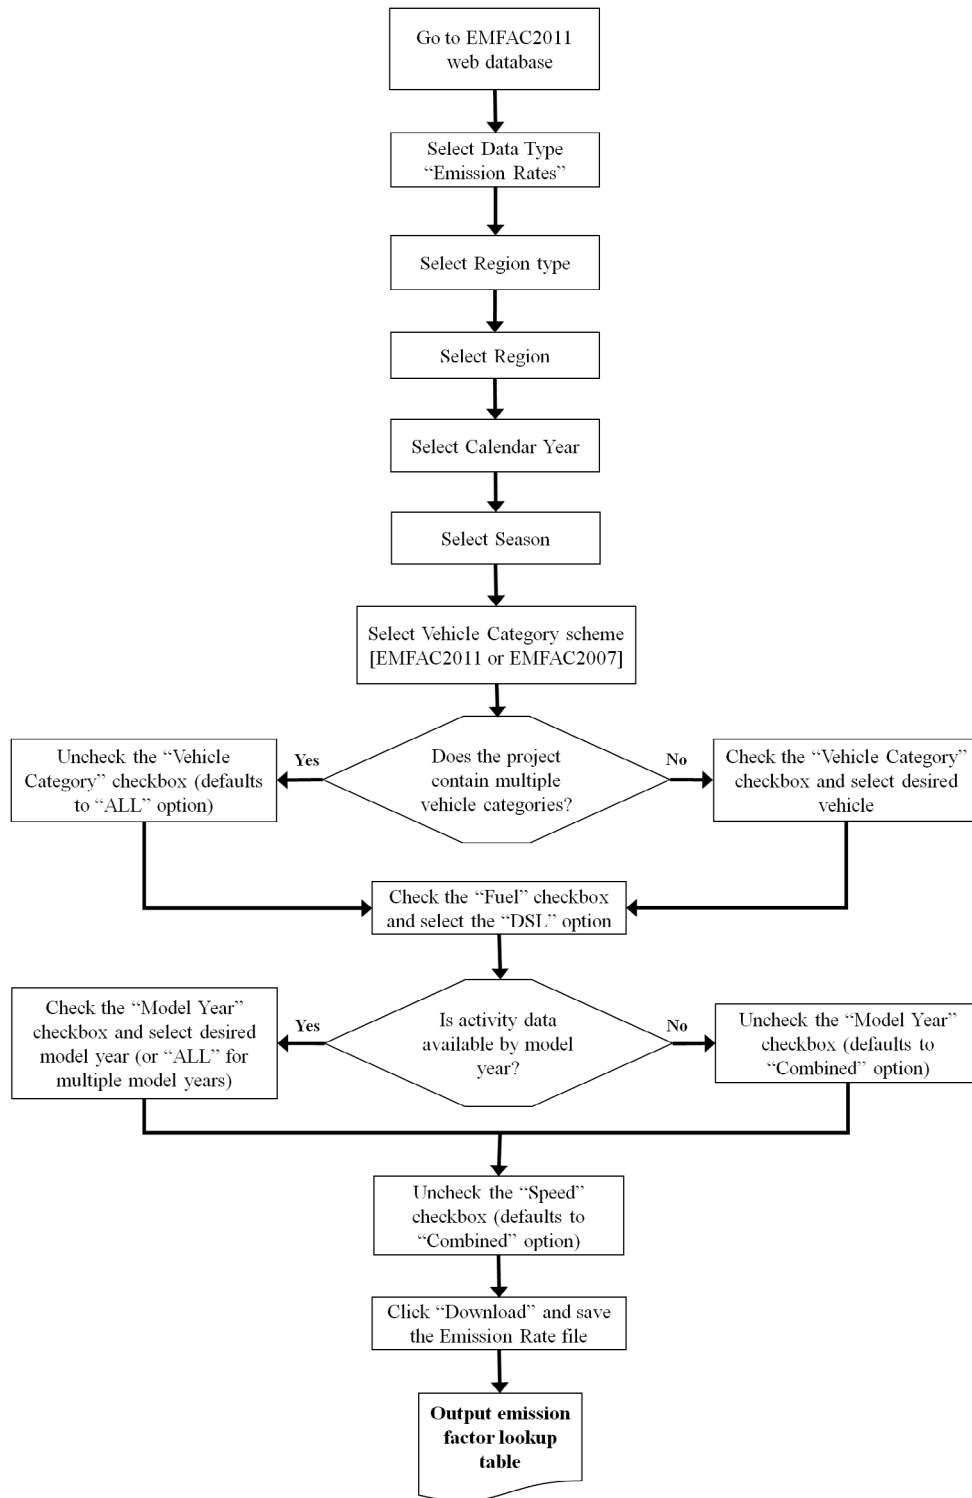 Go to EMFAC2011
web database
Select Data Type
“Emission Rates”
Select Region type
Select Region
Select Calendar Year
Select Season
Select Vehicle Category scheme
[EMFAC2011 or EMFAC2007]
Does the project
contain multiple
vehicle categories?
Yes
Uncheck the “Vehicle
Category” checkbox (defaults
to “ALL” option)
No
Check the “Vehicle Category”
checkbox and select desired
vehicle
Check the “Fuel” checkbox
and select the “DSL” option
Is activity data
available by model
year?
Yes
Check the “Model Year”
checkbox and select desired
model year (or “ALL” for
multiple model years)
No
Uncheck the “Model Year”
checkbox (defaults to
“Combined” option)
Uncheck the “Speed”
checkbox (defaults to
“Combined” option)
Click “Download” and save
the Emission Rate file
Output emission
factor lookup
table